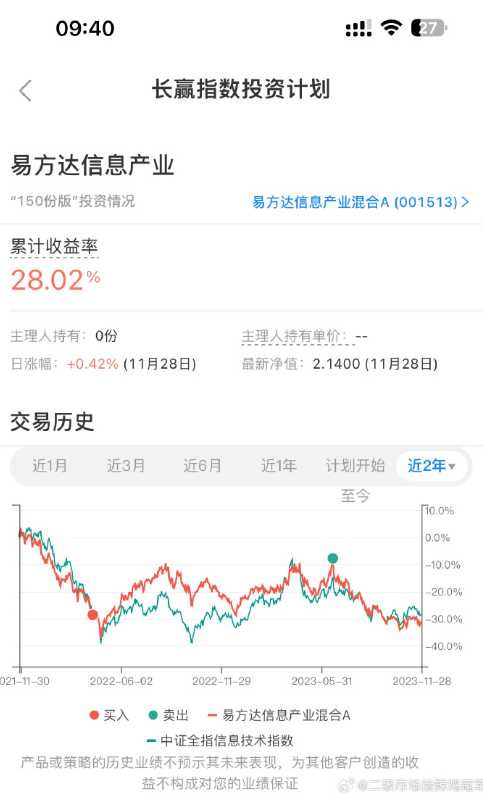 09:40
27
长赢指数投资计划
易方达信息产业
“150份版”投资情况 易方达信息产业混合A (001513)
累计收益率
28.02%
主理人持有：0份 主理人持有单价：--
日涨幅：+0.42% (11月28日) 最新净值：2.1400 (11月28日)
交易历史
近1月 近3月 近6月 近1年 计划开始至今 近2年
10.0%
0.0%
-10.0%
-20.0%
-30.0%
-40.0%
021-11-30 2022-06-02 2022-11-29 2023-05-31 2023-11-28
买入 卖出 易方达信息产业混合A
中证全指信息技术指数
产品或策略的历史业绩不预示其未来表现，为其他客户创造的收
益不构成对您的业绩保证